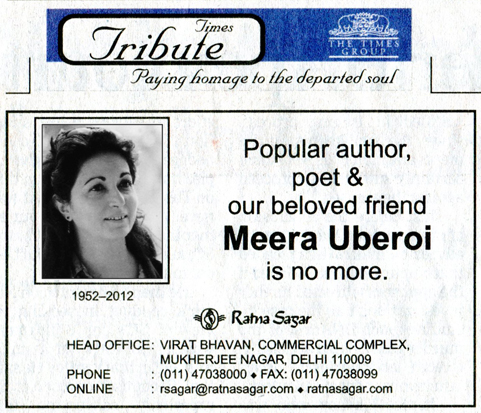 Times
Tribute
THE TIMES
GROUP
Paying homage to the departed soul
Popular author,
poet &
our beloved friend
Meera Uberoi
is no more.
1952–2012
Ratna Sagar
HEAD OFFICE : VIRAT BHAVAN, COMMERCIAL COMPLEX,
MUKHERJEE NAGAR, DELHI 110009
PHONE : (011) 47038000 ♦ FAX: (011) 47038099
ONLINE : rsagar@ratnasagar.com ♦ ratnasagar.com